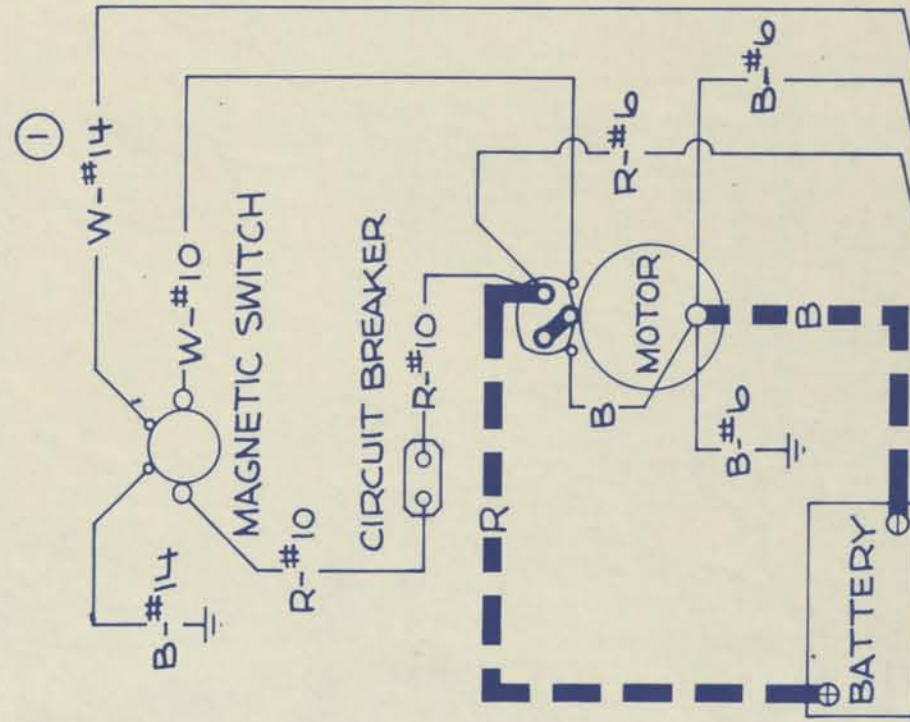 1
W-#14
B-#6
W-#10
R-#6
MAGNETIC SWITCH
CIRCUIT BREAKER
R-#10
MOTOR
B-#14
R-#10
B
B
B-#6
R
BATTERY